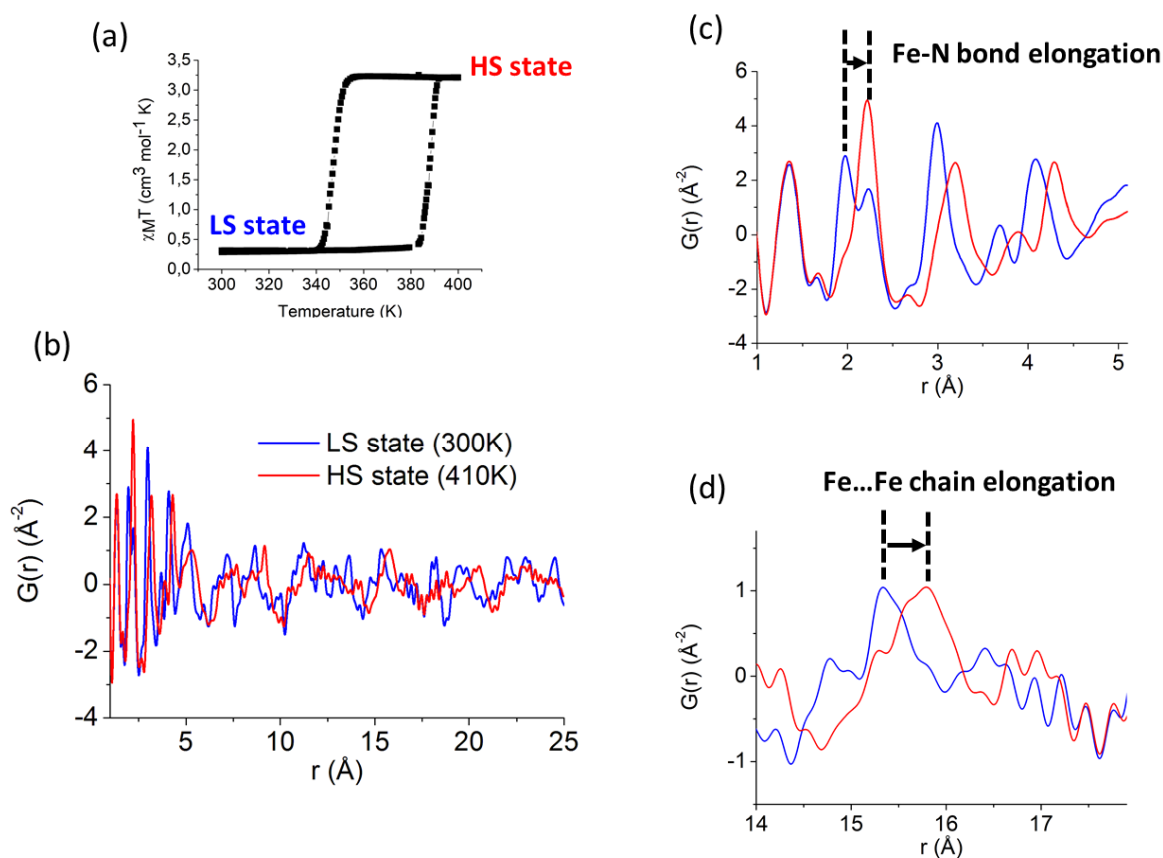 (a)
HS state
LS state
χMT (cm³ mol⁻¹ K)
3,5
3,0
2,5
2,0
1,5
1,0
0,5
0,0
300 320 340 360 380 400
Temperature (K)
(b)
LS state (300K)
HS state (410K)
G(r) (Å⁻²)
6
4
2
0
-2
-4
5 10 15 20 25
r (Å)
(c)
Fe-N bond elongation
G(r) (Å⁻²)
6
4
2
0
-2
-4
1 2 3 4 5
r (Å)
(d)
Fe...Fe chain elongation
G(r) (Å⁻²)
1
0
-1
14 15 16 17
r (Å)